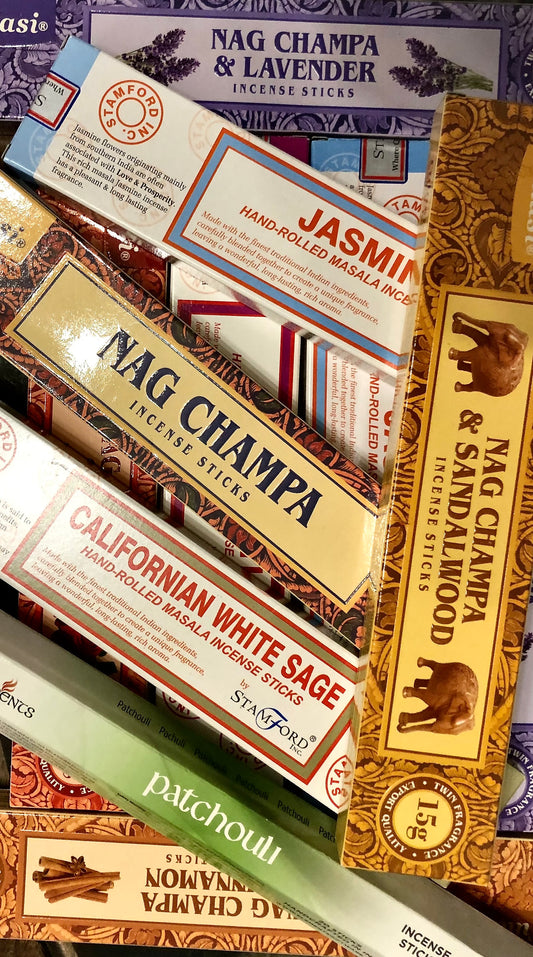 asi®
NAG CHAMPA
& LAVENDER
INCENSE STICKS
STAMFORD INC.
Jasmine flowers originating mainly
from southern India are often
associated with Love & Prosperity.
This rich masala Jasmine incense
has a pleasant & long lasting
fragrance.
JASMIN
HAND-ROLLED MASALA INCE
Made with the finest traditional Indian ingredients,
carefully blended together to create a unique fragrance,
leaving a wonderful, long-lasting, rich aroma.
NAG CHAMPA
INCENSE STICKS
NAG CHAMPA
& SANDALWOOD
INCENSE STICKS
TWIN FRAGRANCE
15g
EXPORT QUALITY
CALIFORNIAN WHITE SAGE
HAND-ROLLED MASALA INCENSE STICKS
Made with the finest traditional Indian ingredients,
carefully blended together to create a unique fragrance,
leaving a wonderful, long-lasting, rich aroma.
by
STAMFORD®
INC.
ENTS
Patchouli
Patchouli
patchouli
INCENSE
STIC
NAG CHAMPA
INNAMON
STICKS
NAG CHAMPA